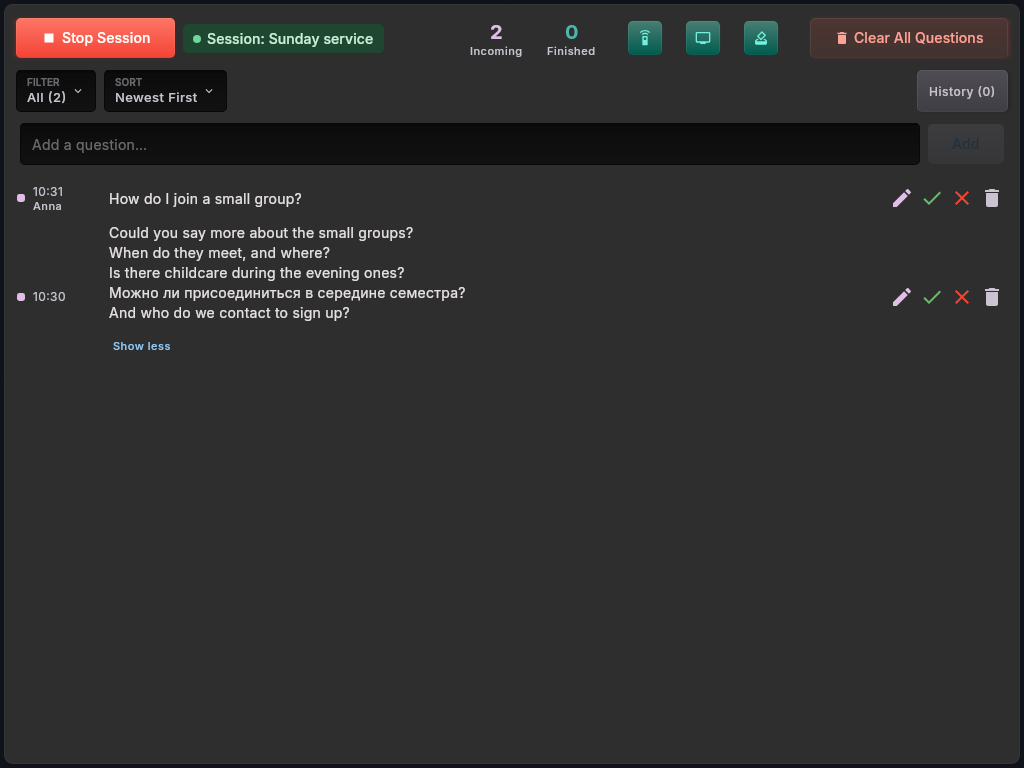 Stop Session
Session: Sunday service
2
Incoming
0
Finished
Clear All Questions
FILTER
All (2)
SORT
Newest First
History (0)
Add a question...
Add
10:31
Anna
How do I join a small group?
10:30
Could you say more about the small groups?
When do they meet, and where?
Is there childcare during the evening ones?
Можно ли присоединиться в середине семестра?
And who do we contact to sign up?
Show less